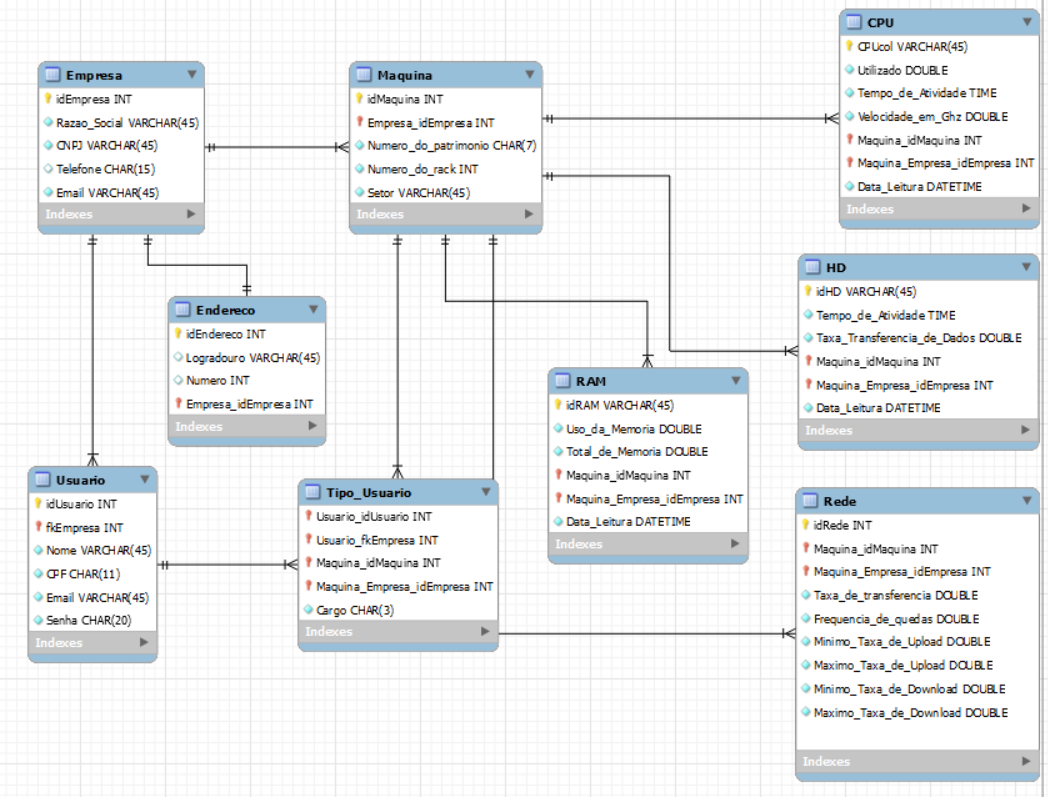 Empresa
idEmpresa INT
Razao_Social VARCHAR(45)
CNPJ VARCHAR(45)
Telefone CHAR(15)
Email VARCHAR(45)
Indexes
Maquina
idMaquina INT
Empresa_idEmpresa INT
Numero_do_patrimonio CHAR(7)
Numero_do_rack INT
Setor VARCHAR(45)
Indexes
CPU
CPUcol VARCHAR(45)
Utilizado DOUBLE
Tempo_de_Atividade TIME
Velocidade_em_Ghz DOUBLE
Maquina_idMaquina INT
Maquina_Empresa_idEmpresa INT
Data_Leitura DATETIME
Indexes
Endereco
idEndereco INT
Logradouro VARCHAR(45)
Numero INT
Empresa_idEmpresa INT
Indexes
HD
idHD VARCHAR(45)
Tempo_de_Atividade TIME
Taxa_Transferencia_de_Dados DOUBLE
Maquina_idMaquina INT
Maquina_Empresa_idEmpresa INT
Data_Leitura DATETIME
Indexes
RAM
idRAM VARCHAR(45)
Uso_da_Memoria DOUBLE
Total_de_Memoria DOUBLE
Maquina_idMaquina INT
Maquina_Empresa_idEmpresa INT
Data_Leitura DATETIME
Indexes
Usuario
idUsuario INT
fkEmpresa INT
Nome VARCHAR(45)
CPF CHAR(11)
Email VARCHAR(45)
Senha CHAR(20)
Indexes
Tipo_Usuario
Usuario_idUsuario INT
Usuario_fkEmpresa INT
Maquina_idMaquina INT
Maquina_Empresa_idEmpresa INT
Cargo CHAR(3)
Indexes
Rede
idRede INT
Maquina_idMaquina INT
Maquina_Empresa_idEmpresa INT
Taxa_de_transferencia DOUBLE
Frequencia_de_quedas DOUBLE
Minimo_Taxa_de_Upload DOUBLE
Maximo_Taxa_de_Upload DOUBLE
Minimo_Taxa_de_Download DOUBLE
Maximo_Taxa_de_Download DOUBLE
Indexes